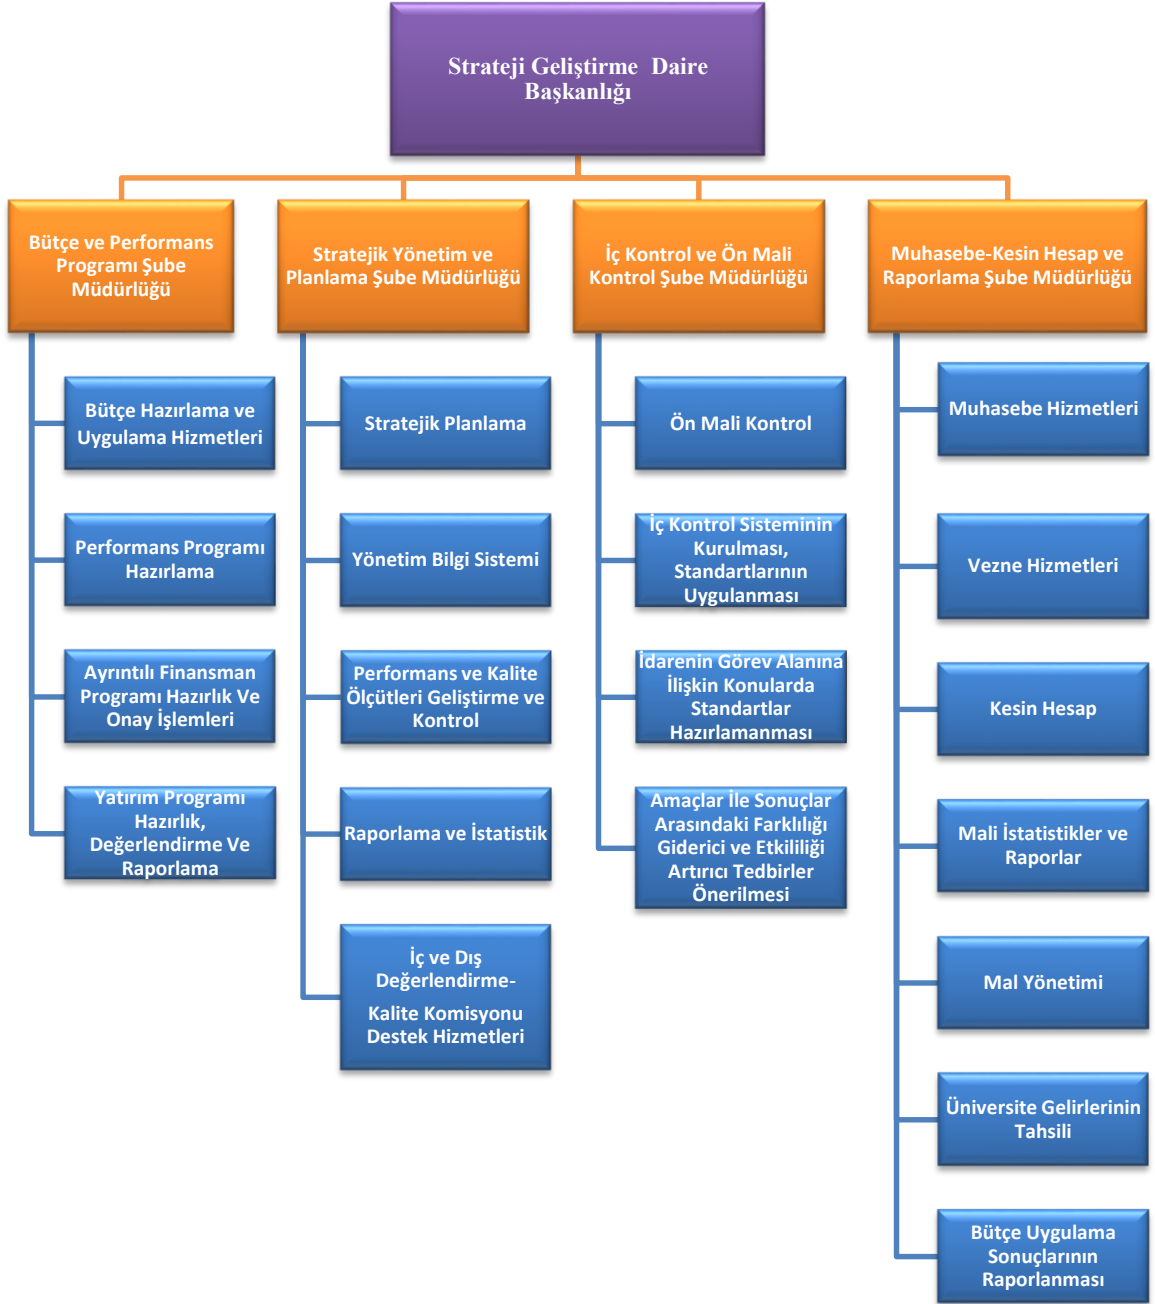 Strateji Geliştirme  Daire
Başkanlığı
Bütçe ve Performans
Programı Şube
Müdürlüğü
Bütçe Hazırlama ve
Uygulama Hizmetleri
Performans Programı
Hazırlama
Ayrıntılı Finansman
Programı Hazırlık Ve
Onay İşlemleri
Yatırım Programı
Hazırlık,
Değerlendirme Ve
Raporlama
Stratejik Yönetim ve
Planlama Şube Müdürlüğü
Stratejik Planlama
Yönetim Bilgi Sistemi
Performans ve Kalite
Ölçütleri Geliştirme ve
Kontrol
Raporlama ve İstatistik
İç ve Dış
Değerlendirme-
Kalite Komisyonu
Destek Hizmetleri
İç Kontrol ve Ön Mali
Kontrol Şube Müdürlüğü
Ön Mali Kontrol
İç Kontrol Sisteminin
Kurulması,
Standartlarının
Uygulanması
İdarenin Görev Alanına
İlişkin Konularda
Standartlar
Hazırlamanması
Amaçlar İle Sonuçlar
Arasındaki Farklılığı
Giderici ve Etkililiği
Artırıcı Tedbirler
Önerilmesi
Muhasebe-Kesin Hesap ve
Raporlama Şube Müdürlüğü
Muhasebe Hizmetleri
Vezne Hizmetleri
Kesin Hesap
Mali İstatistikler ve
Raporlar
Mal Yönetimi
Üniversite Gelirlerinin
Tahsili
Bütçe Uygulama
Sonuçlarının
Raporlanması